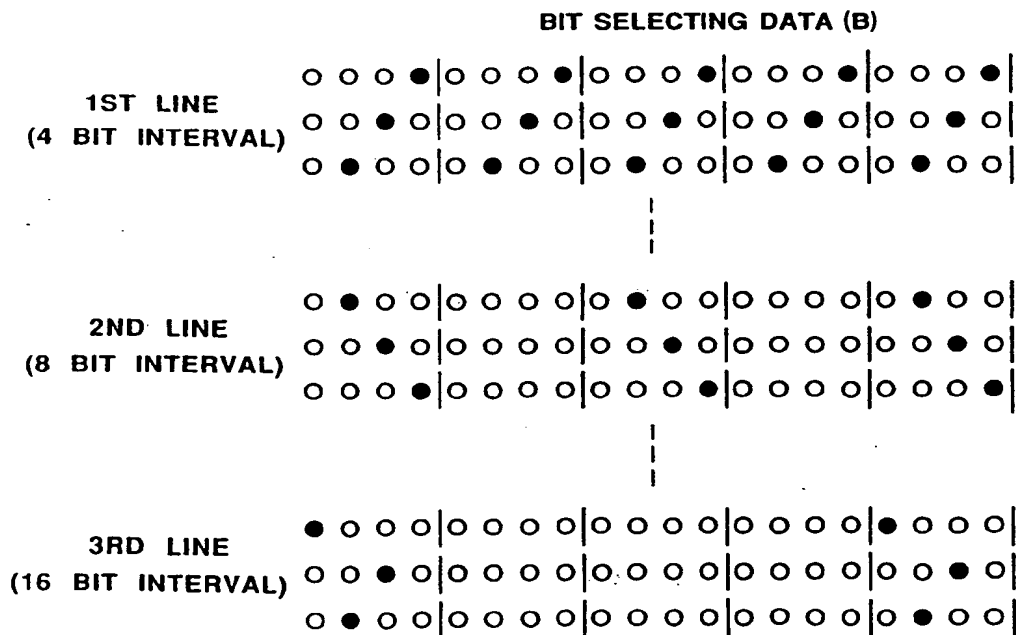 BIT SELECTING DATA (B)
1ST LINE
(4 BIT INTERVAL)
2ND LINE
(8 BIT INTERVAL)
3RD LINE
(16 BIT INTERVAL)